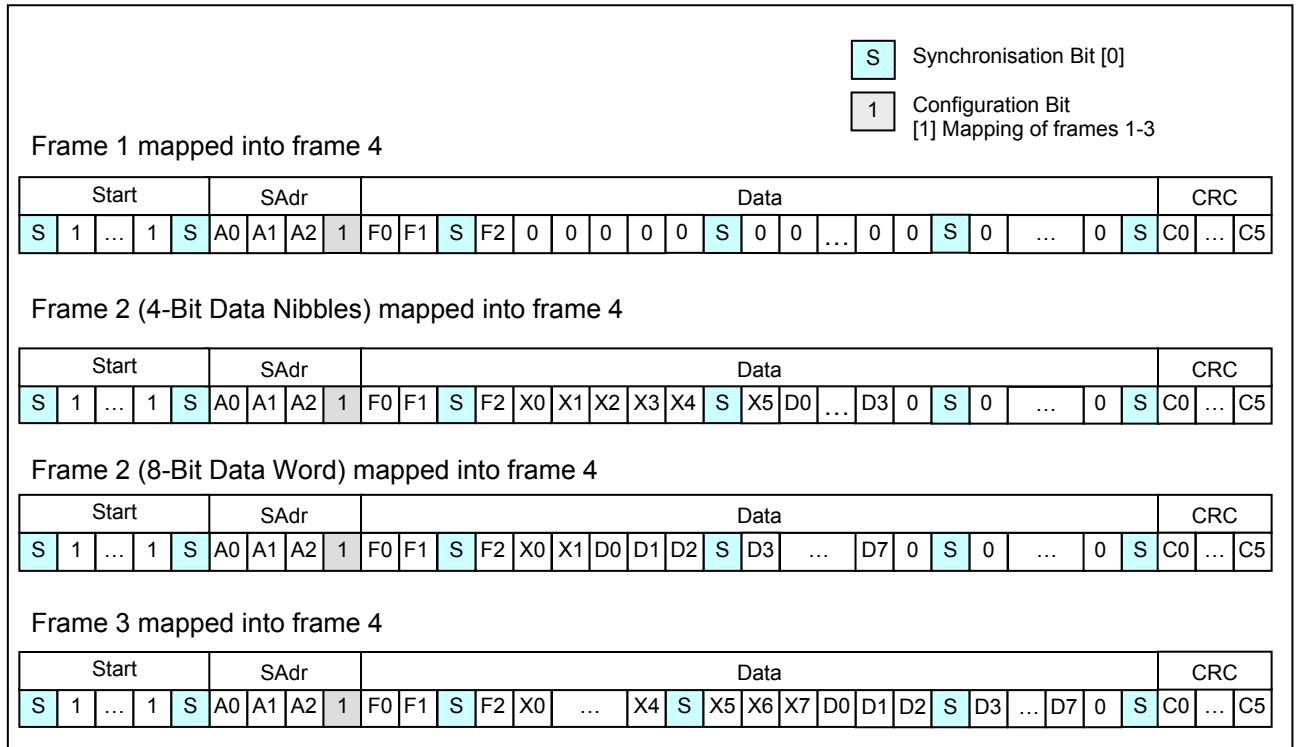 S Synchronisation Bit [0]
1 Configuration Bit
[1] Mapping of frames 1-3
Frame 1 mapped into frame 4
Start SAdr Data CRC
S 1 … 1 S A0 A1 A2 1 F0 F1 S F2 0 0 0 0 0 S 0 0 … 0 0 S 0 … 0 S C0 … C5
Frame 2 (4-Bit Data Nibbles) mapped into frame 4
Start SAdr Data CRC
S 1 … 1 S A0 A1 A2 1 F0 F1 S F2 X0 X1 X2 X3 X4 S X5 D0 … D3 0 S 0 … 0 S C0 … C5
Frame 2 (8-Bit Data Word) mapped into frame 4
Start SAdr Data CRC
S 1 … 1 S A0 A1 A2 1 F0 F1 S F2 X0 X1 D0 D1 D2 S D3 … D7 0 S 0 … 0 S C0 … C5
Frame 3 mapped into frame 4
Start SAdr Data CRC
S 1 … 1 S A0 A1 A2 1 F0 F1 S F2 X0 … X4 S X5 X6 X7 D0 D1 D2 S D3 … D7 0 S C0 … C5